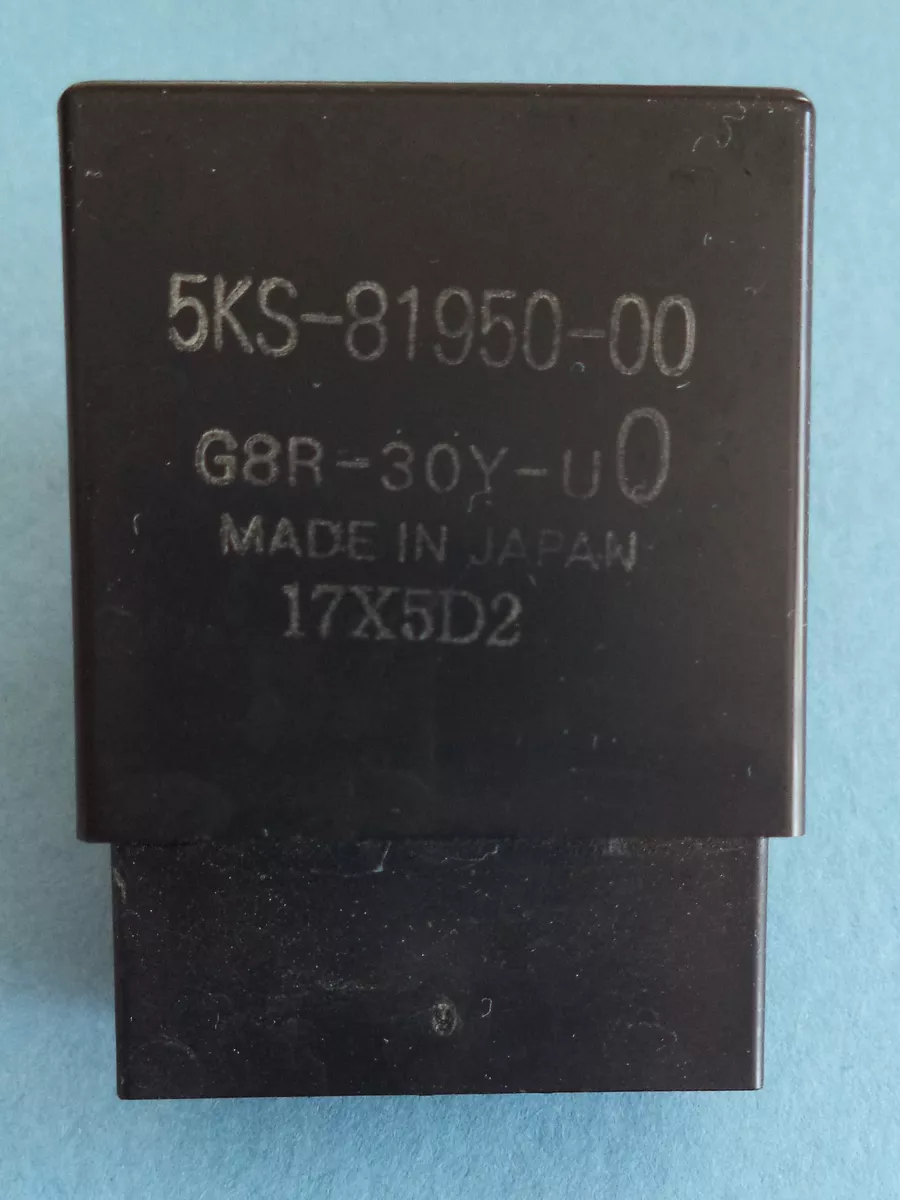 5KS-81950-00
G8R-30Y-U0
MADE IN JAPAN
17X5D2